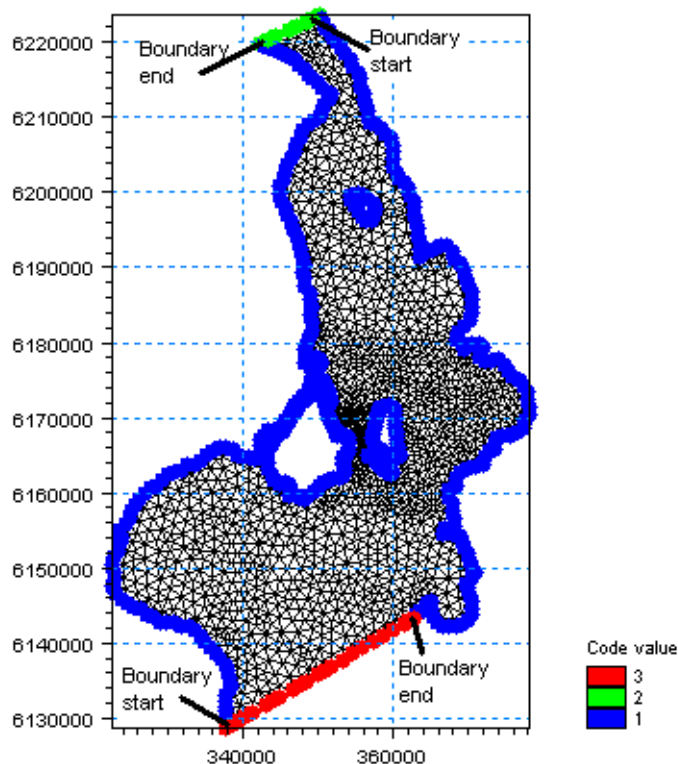 6220000
Boundary
end
Boundary
start
6210000
6200000
6190000
6180000
6170000
6160000
6150000
6140000
Boundary
start
Boundary
end
6130000
340000
360000
Code value
3
2
1